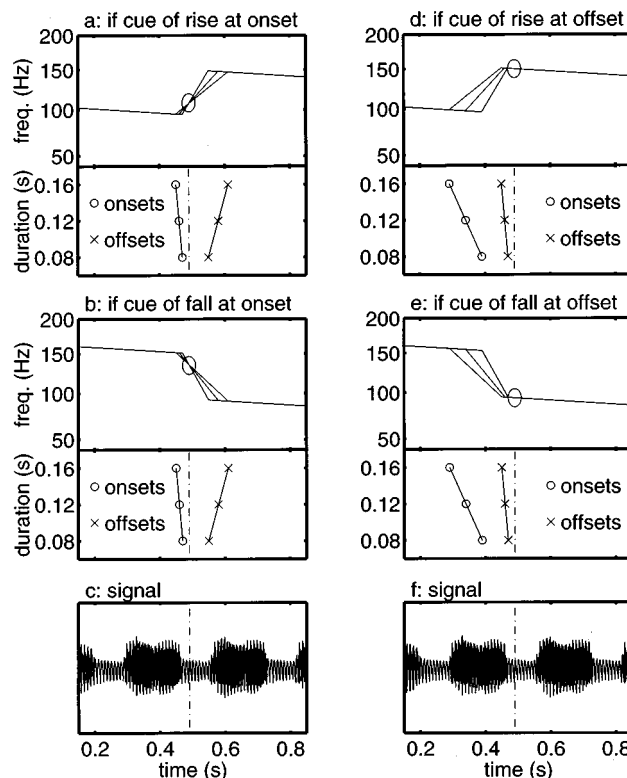 a: if cue of rise at onset
freq. (Hz)
200
150
100
50
duration (s)
0.16
0.12
0.08
onsets
offsets
b: if cue of fall at onset
freq. (Hz)
200
150
100
50
duration (s)
0.16
0.12
0.08
onsets
offsets
c: signal
0.2 0.4 0.6 0.8
time (s)
d: if cue of rise at offset
200
150
100
50
0.16
0.12
0.08
onsets
offsets
e: if cue of fall at offset
200
150
100
50
0.16
0.12
0.08
onsets
offsets
f: signal
0.2 0.4 0.6 0.8
time (s)